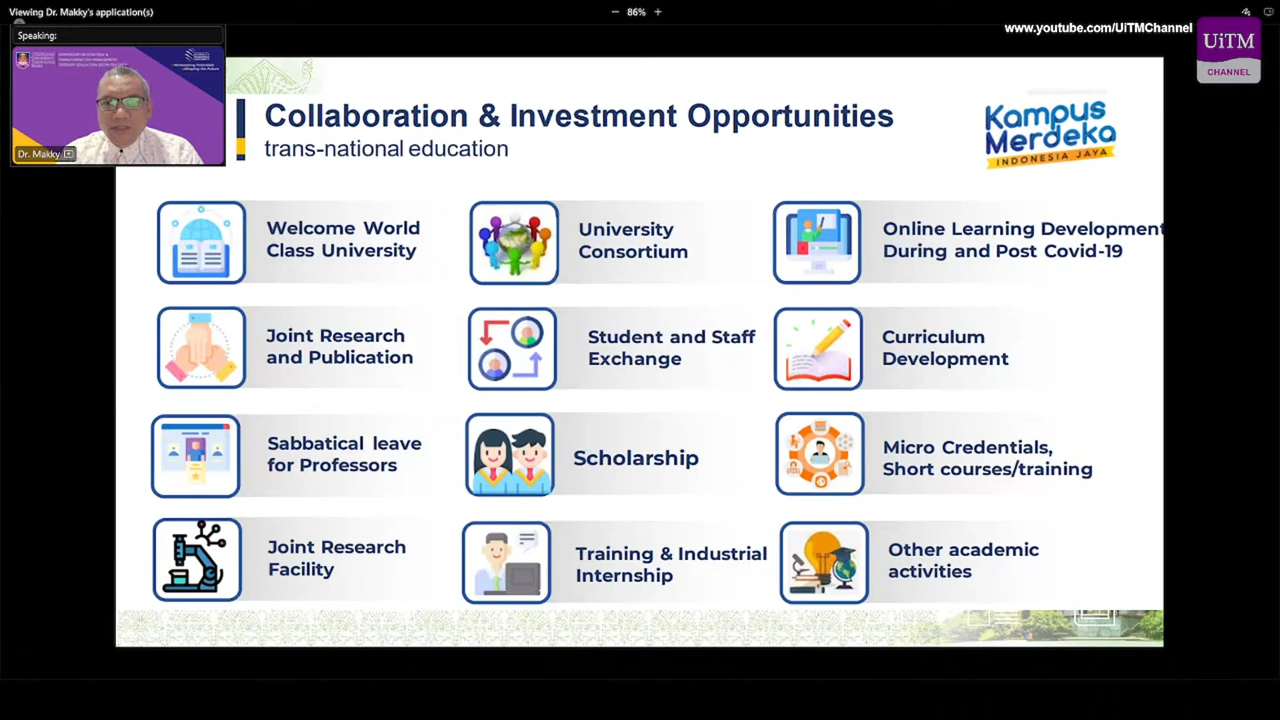 Viewing Dr. Makky's application(s)
− 86% +
www.youtube.com/UiTMChannel
UiTM
CHANNEL
Speaking:
Dr. Makky
Collaboration & Investment Opportunities
trans-national education
Kampus
Merdeka
INDONESIA JAYA
Welcome World
Class University
University
Consortium
Online Learning Development
During and Post Covid-19
Joint Research
and Publication
Student and Staff
Exchange
Curriculum
Development
Sabbatical leave
for Professors
Scholarship
Micro Credentials,
Short courses/training
Joint Research
Facility
Training & Industrial
Internship
Other academic
activities